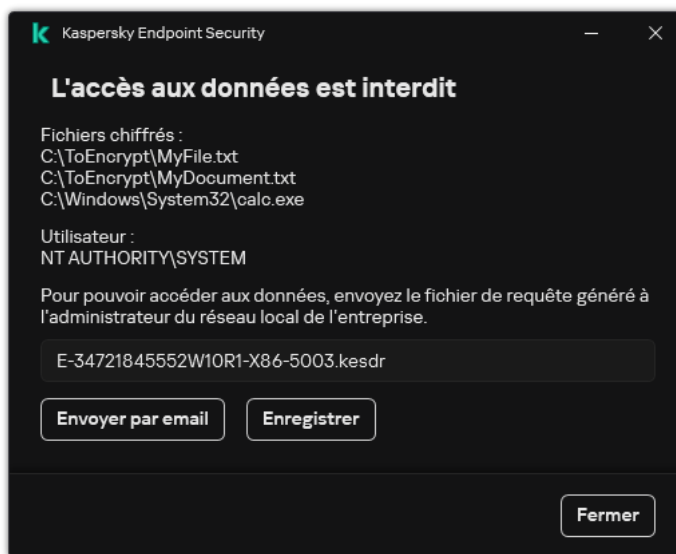 Kaspersky Endpoint Security
L'accès aux données est interdit
Fichiers chiffrés :
C:\ToEncrypt\MyFile.txt
C:\ToEncrypt\MyDocument.txt
C:\Windows\System32\calc.exe
Utilisateur :
NT AUTHORITY\SYSTEM
Pour pouvoir accéder aux données, envoyez le fichier de requête généré à
l'administrateur du réseau local de l'entreprise.
E-34721845552W10R1-X86-5003.kesdr
Envoyer par email
Enregistrer
Fermer